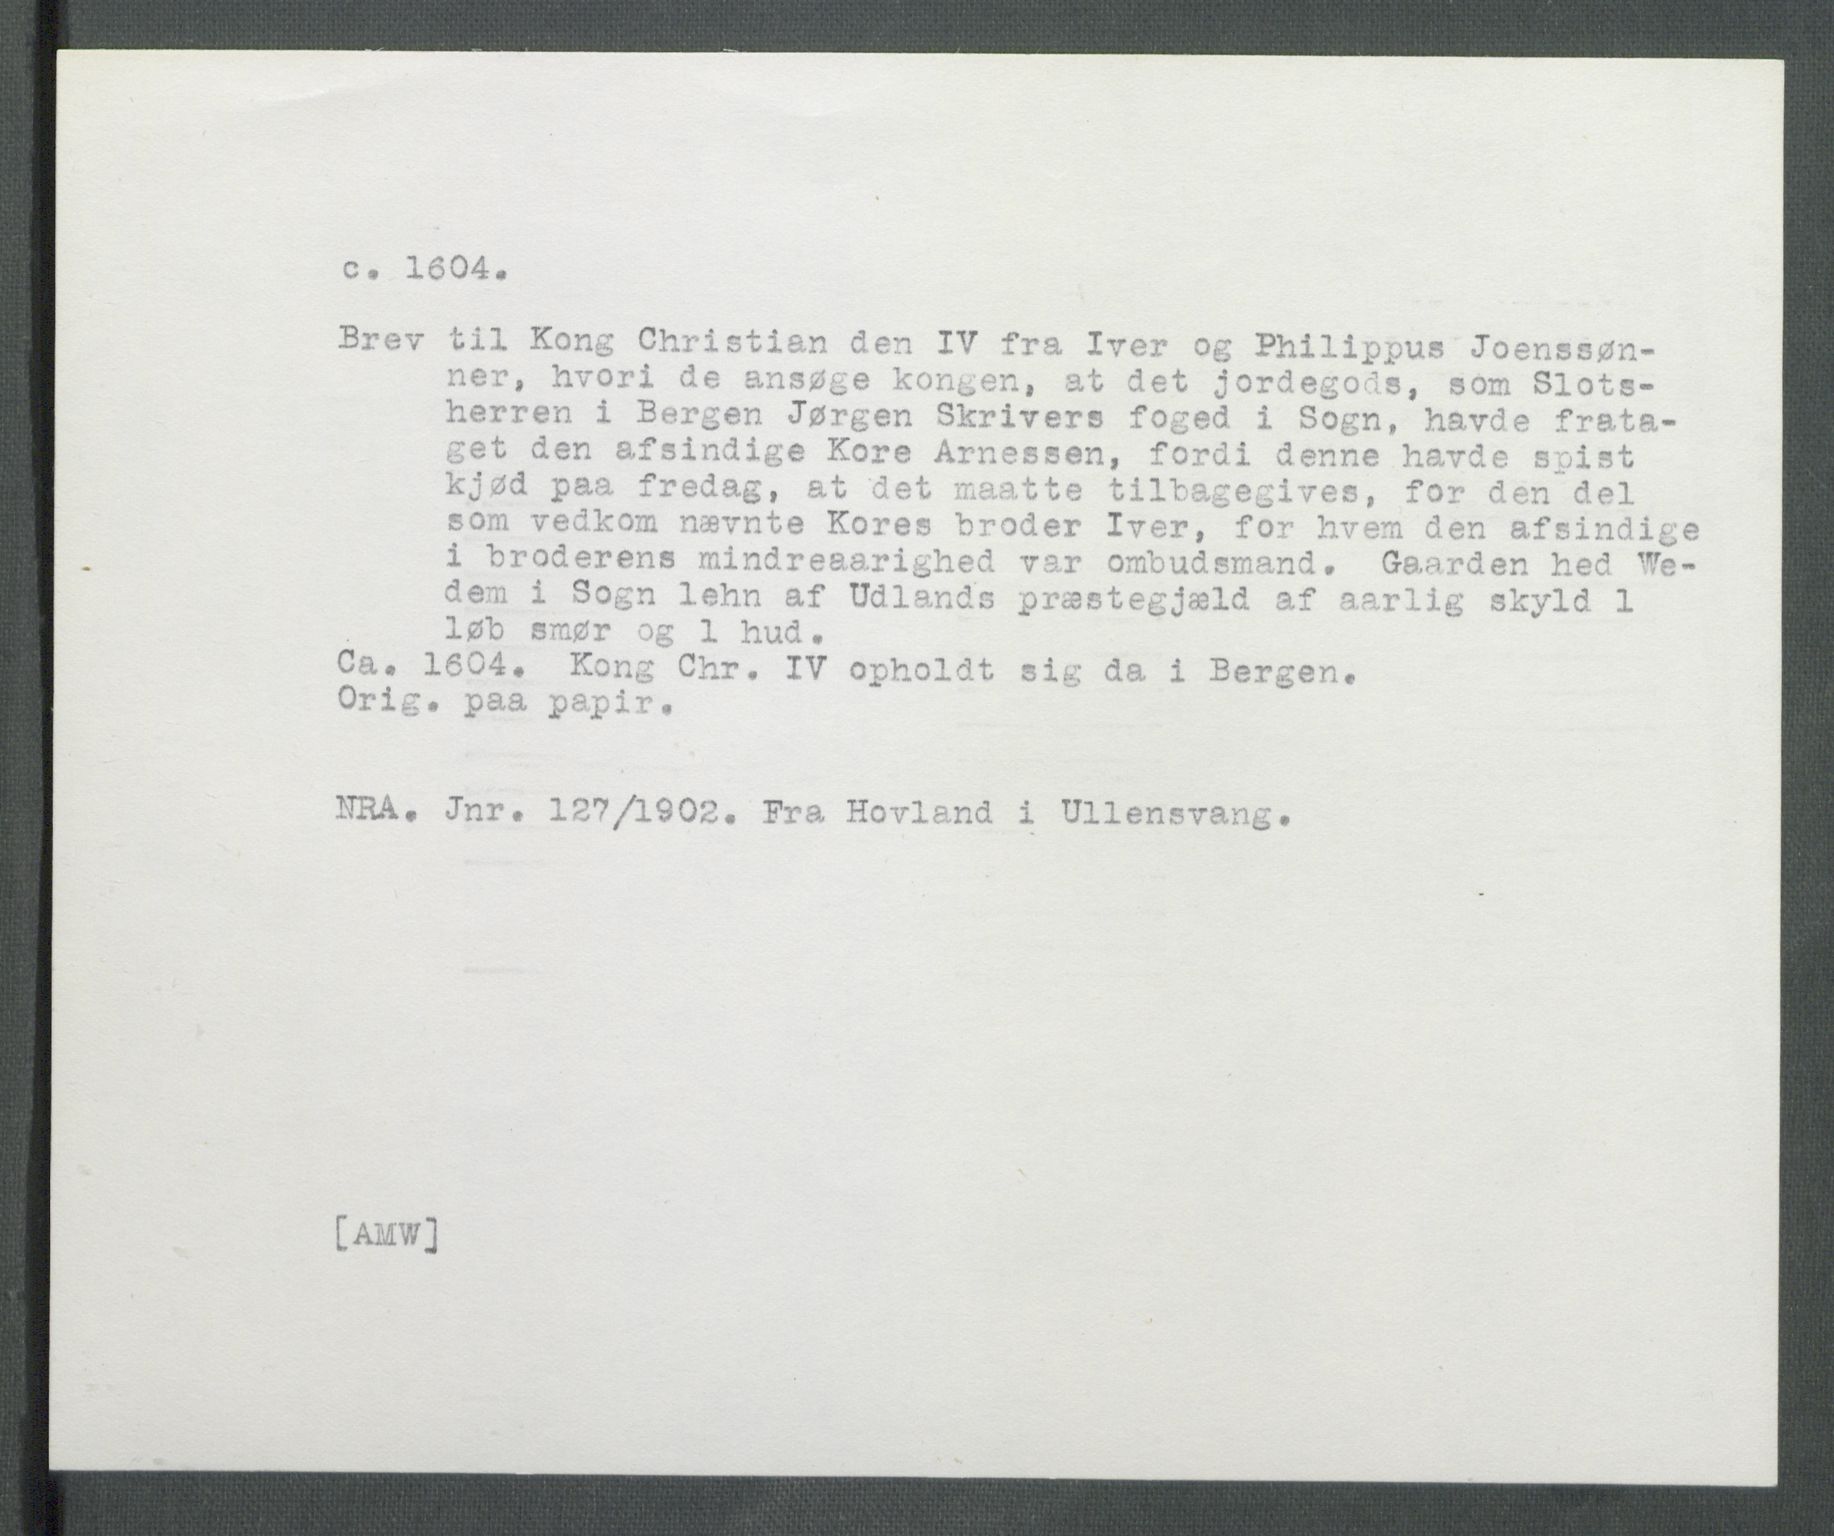 c. 1604.
Brev til Kong Christian den IV fra Iver og Philippus Joenssøn-
ner, hvori de ansøge kongen, at det jordegods, som Slots-
herren i Bergen Jørgen Skrivers foged i Sogn, havde frata-
get den afsindige Kore Arnessen, fordi denne havde spist
kjød paa fredag, at det maatte tilbagegives, for den del
som vedkom nævnte Kores broder Iver, for hvem den afsindige
i broderens mindreaarighed var ombudsmand. Gaarden hed We-
dem i Sogn lehn af Udlands præstegjæld af aarlig skyld 1
løb smør og 1 hud.
Ca. 1604. Kong Chr. IV opholdt sig da i Bergen.
Orig. paa papir.
NRA. Jnr. 127/1902. Fra Hovland i Ullensvang.
[AMW]